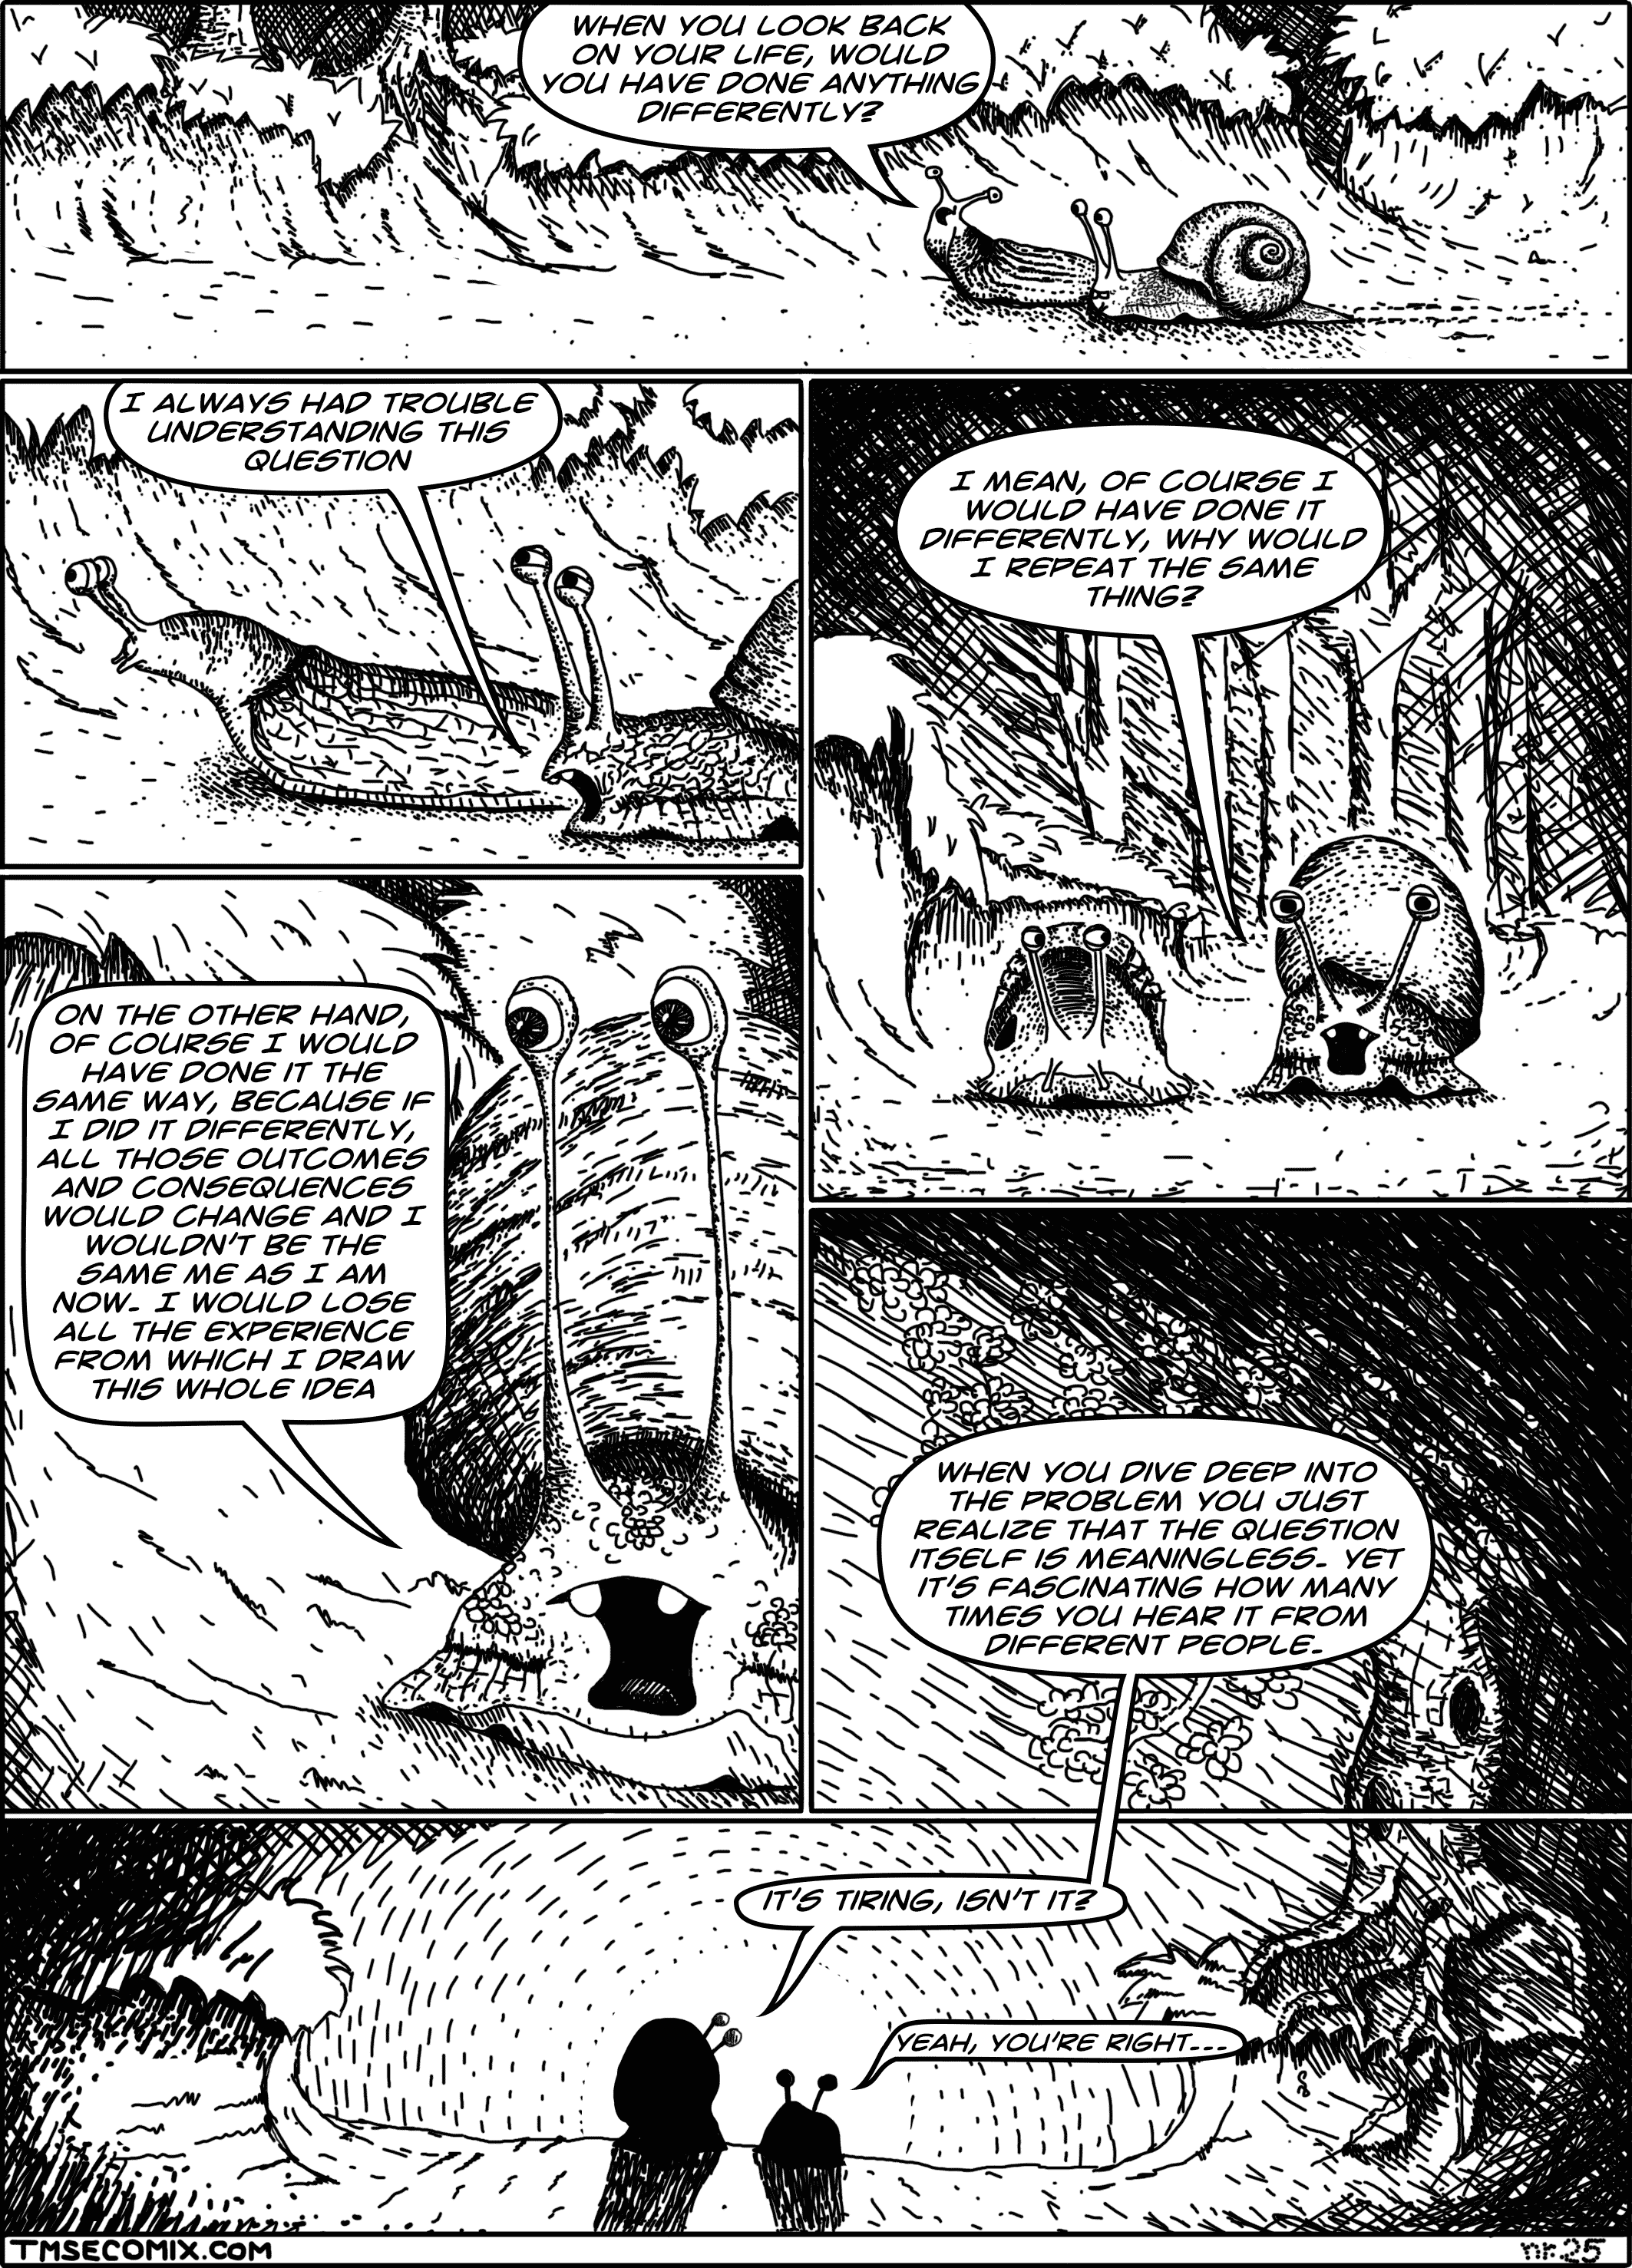 WHEN YOU LOOK BACK
ON YOUR LIFE, WOULD
YOU HAVE DONE ANYTHING
DIFFERENTLY?
I ALWAYS HAD TROUBLE
UNDERSTANDING THIS
QUESTION
I MEAN, OF COURSE I
WOULD HAVE DONE IT
DIFFERENTLY, WHY WOULD
I REPEAT THE SAME
THING?
ON THE OTHER HAND,
OF COURSE I WOULD
HAVE DONE IT THE
SAME WAY, BECAUSE IF
I DID IT DIFFERENTLY,
ALL THOSE OUTCOMES
AND CONSEQUENCES
WOULD CHANGE AND I
WOULDN'T BE THE
SAME ME AS I AM
NOW. I WOULD LOSE
ALL THE EXPERIENCE
FROM WHICH I DRAW
THIS WHOLE IDEA
WHEN YOU DIVE DEEP INTO
THE PROBLEM YOU JUST
REALIZE THAT THE QUESTION
ITSELF IS MEANINGLESS. YET
IT'S FASCINATING HOW MANY
TIMES YOU HEAR IT FROM
DIFFERENT PEOPLE.
IT'S TIRING, ISN'T IT?
YEAH, YOU'RE RIGHT...
TMSECOMIX.COM
nr.25